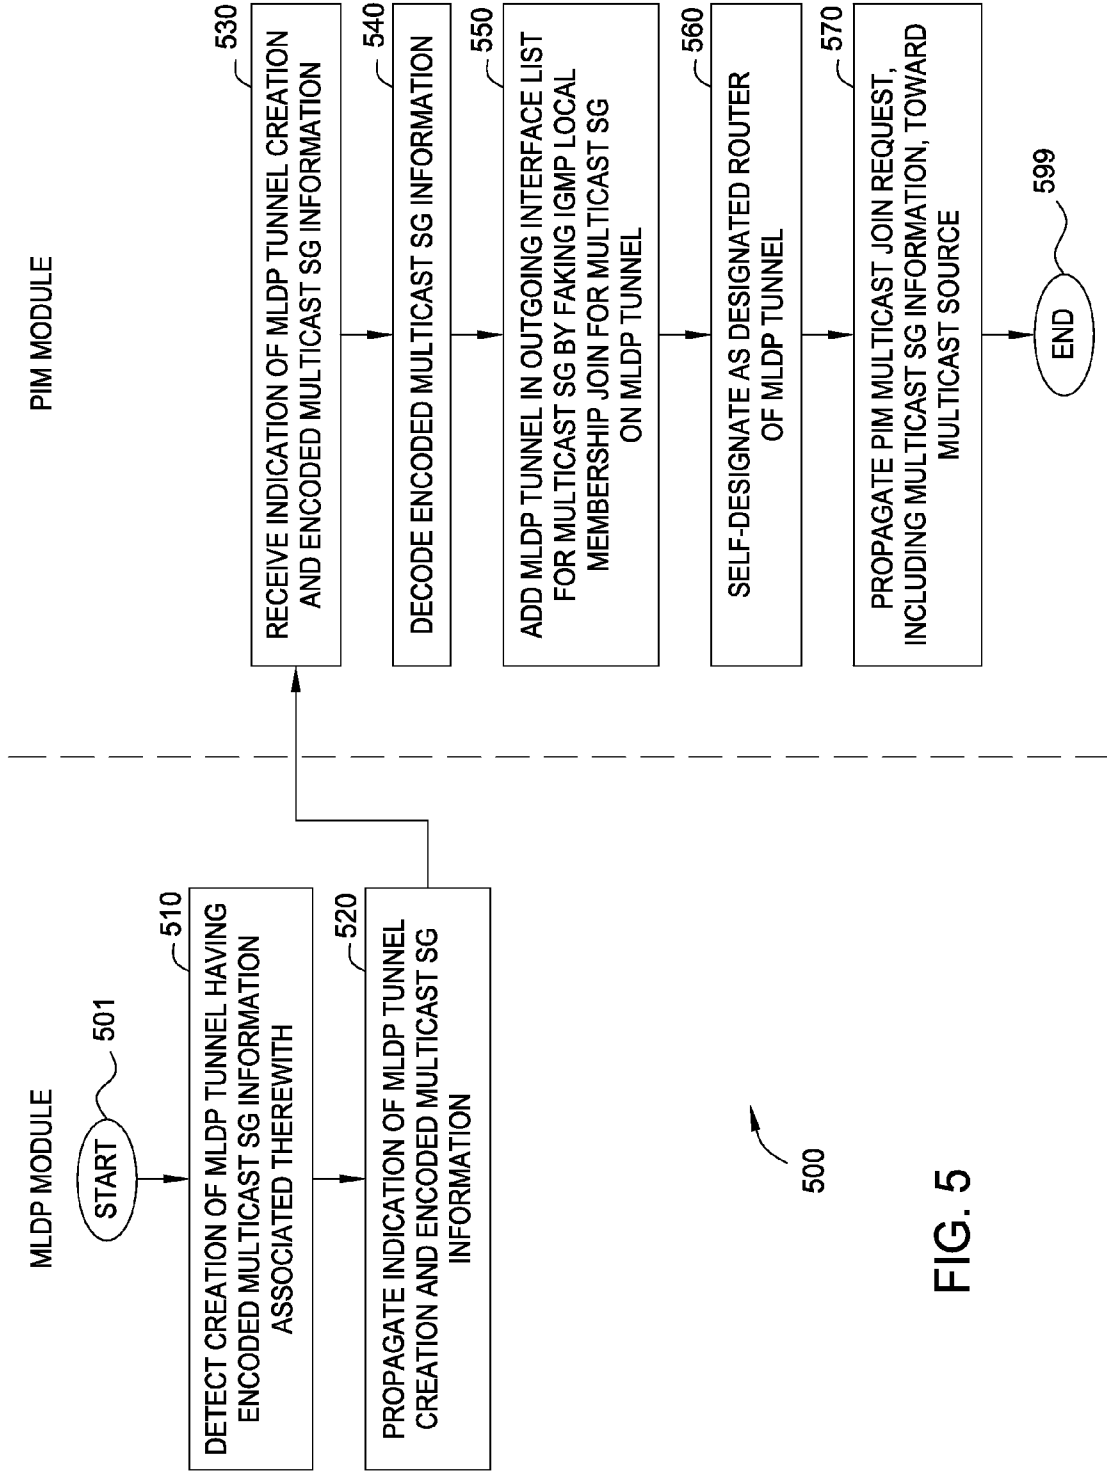 MLDP MODULE
START
501
510
DETECT CREATION OF MLDP TUNNEL HAVING
ENCODED MULTICAST SG INFORMATION
ASSOCIATED THEREWITH
520
PROPAGATE INDICATION OF MLDP TUNNEL
CREATION AND ENCODED MULTICAST SG
INFORMATION
PIM MODULE
530
RECEIVE INDICATION OF MLDP TUNNEL CREATION
AND ENCODED MULTICAST SG INFORMATION
540
DECODE ENCODED MULTICAST SG INFORMATION
550
ADD MLDP TUNNEL IN OUTGOING INTERFACE LIST
FOR MULTICAST SG BY FAKING IGMP LOCAL
MEMBERSHIP JOIN FOR MULTICAST SG
ON MLDP TUNNEL
560
SELF-DESIGNATE AS DESIGNATED ROUTER
OF MLDP TUNNEL
570
PROPAGATE PIM MULTICAST JOIN REQUEST,
INCLUDING MULTICAST SG INFORMATION, TOWARD
MULTICAST SOURCE
END
599
500
FIG. 5